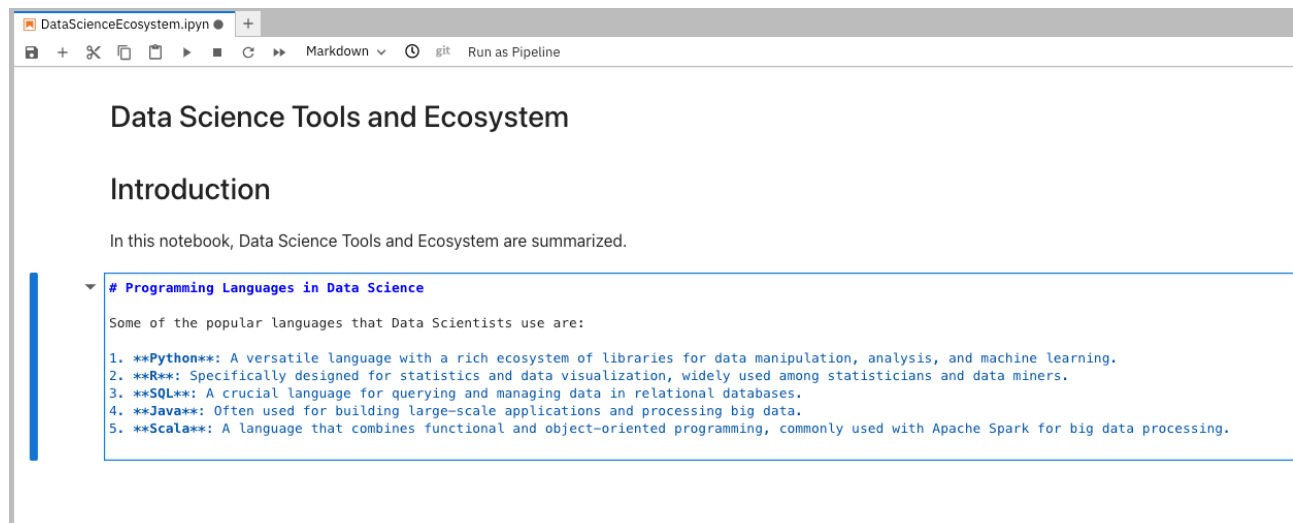 DataScienceEcosystem.ipyn
Markdown git Run as Pipeline
Data Science Tools and Ecosystem
Introduction
In this notebook, Data Science Tools and Ecosystem are summarized.
# Programming Languages in Data Science
Some of the popular languages that Data Scientists use are:
1. **Python**: A versatile language with a rich ecosystem of libraries for data manipulation, analysis, and machine learning.
2. **R**: Specifically designed for statistics and data visualization, widely used among statisticians and data miners.
3. **SQL**: A crucial language for querying and managing data in relational databases.
4. **Java**: Often used for building large-scale applications and processing big data.
5. **Scala**: A language that combines functional and object-oriented programming, commonly used with Apache Spark for big data processing.